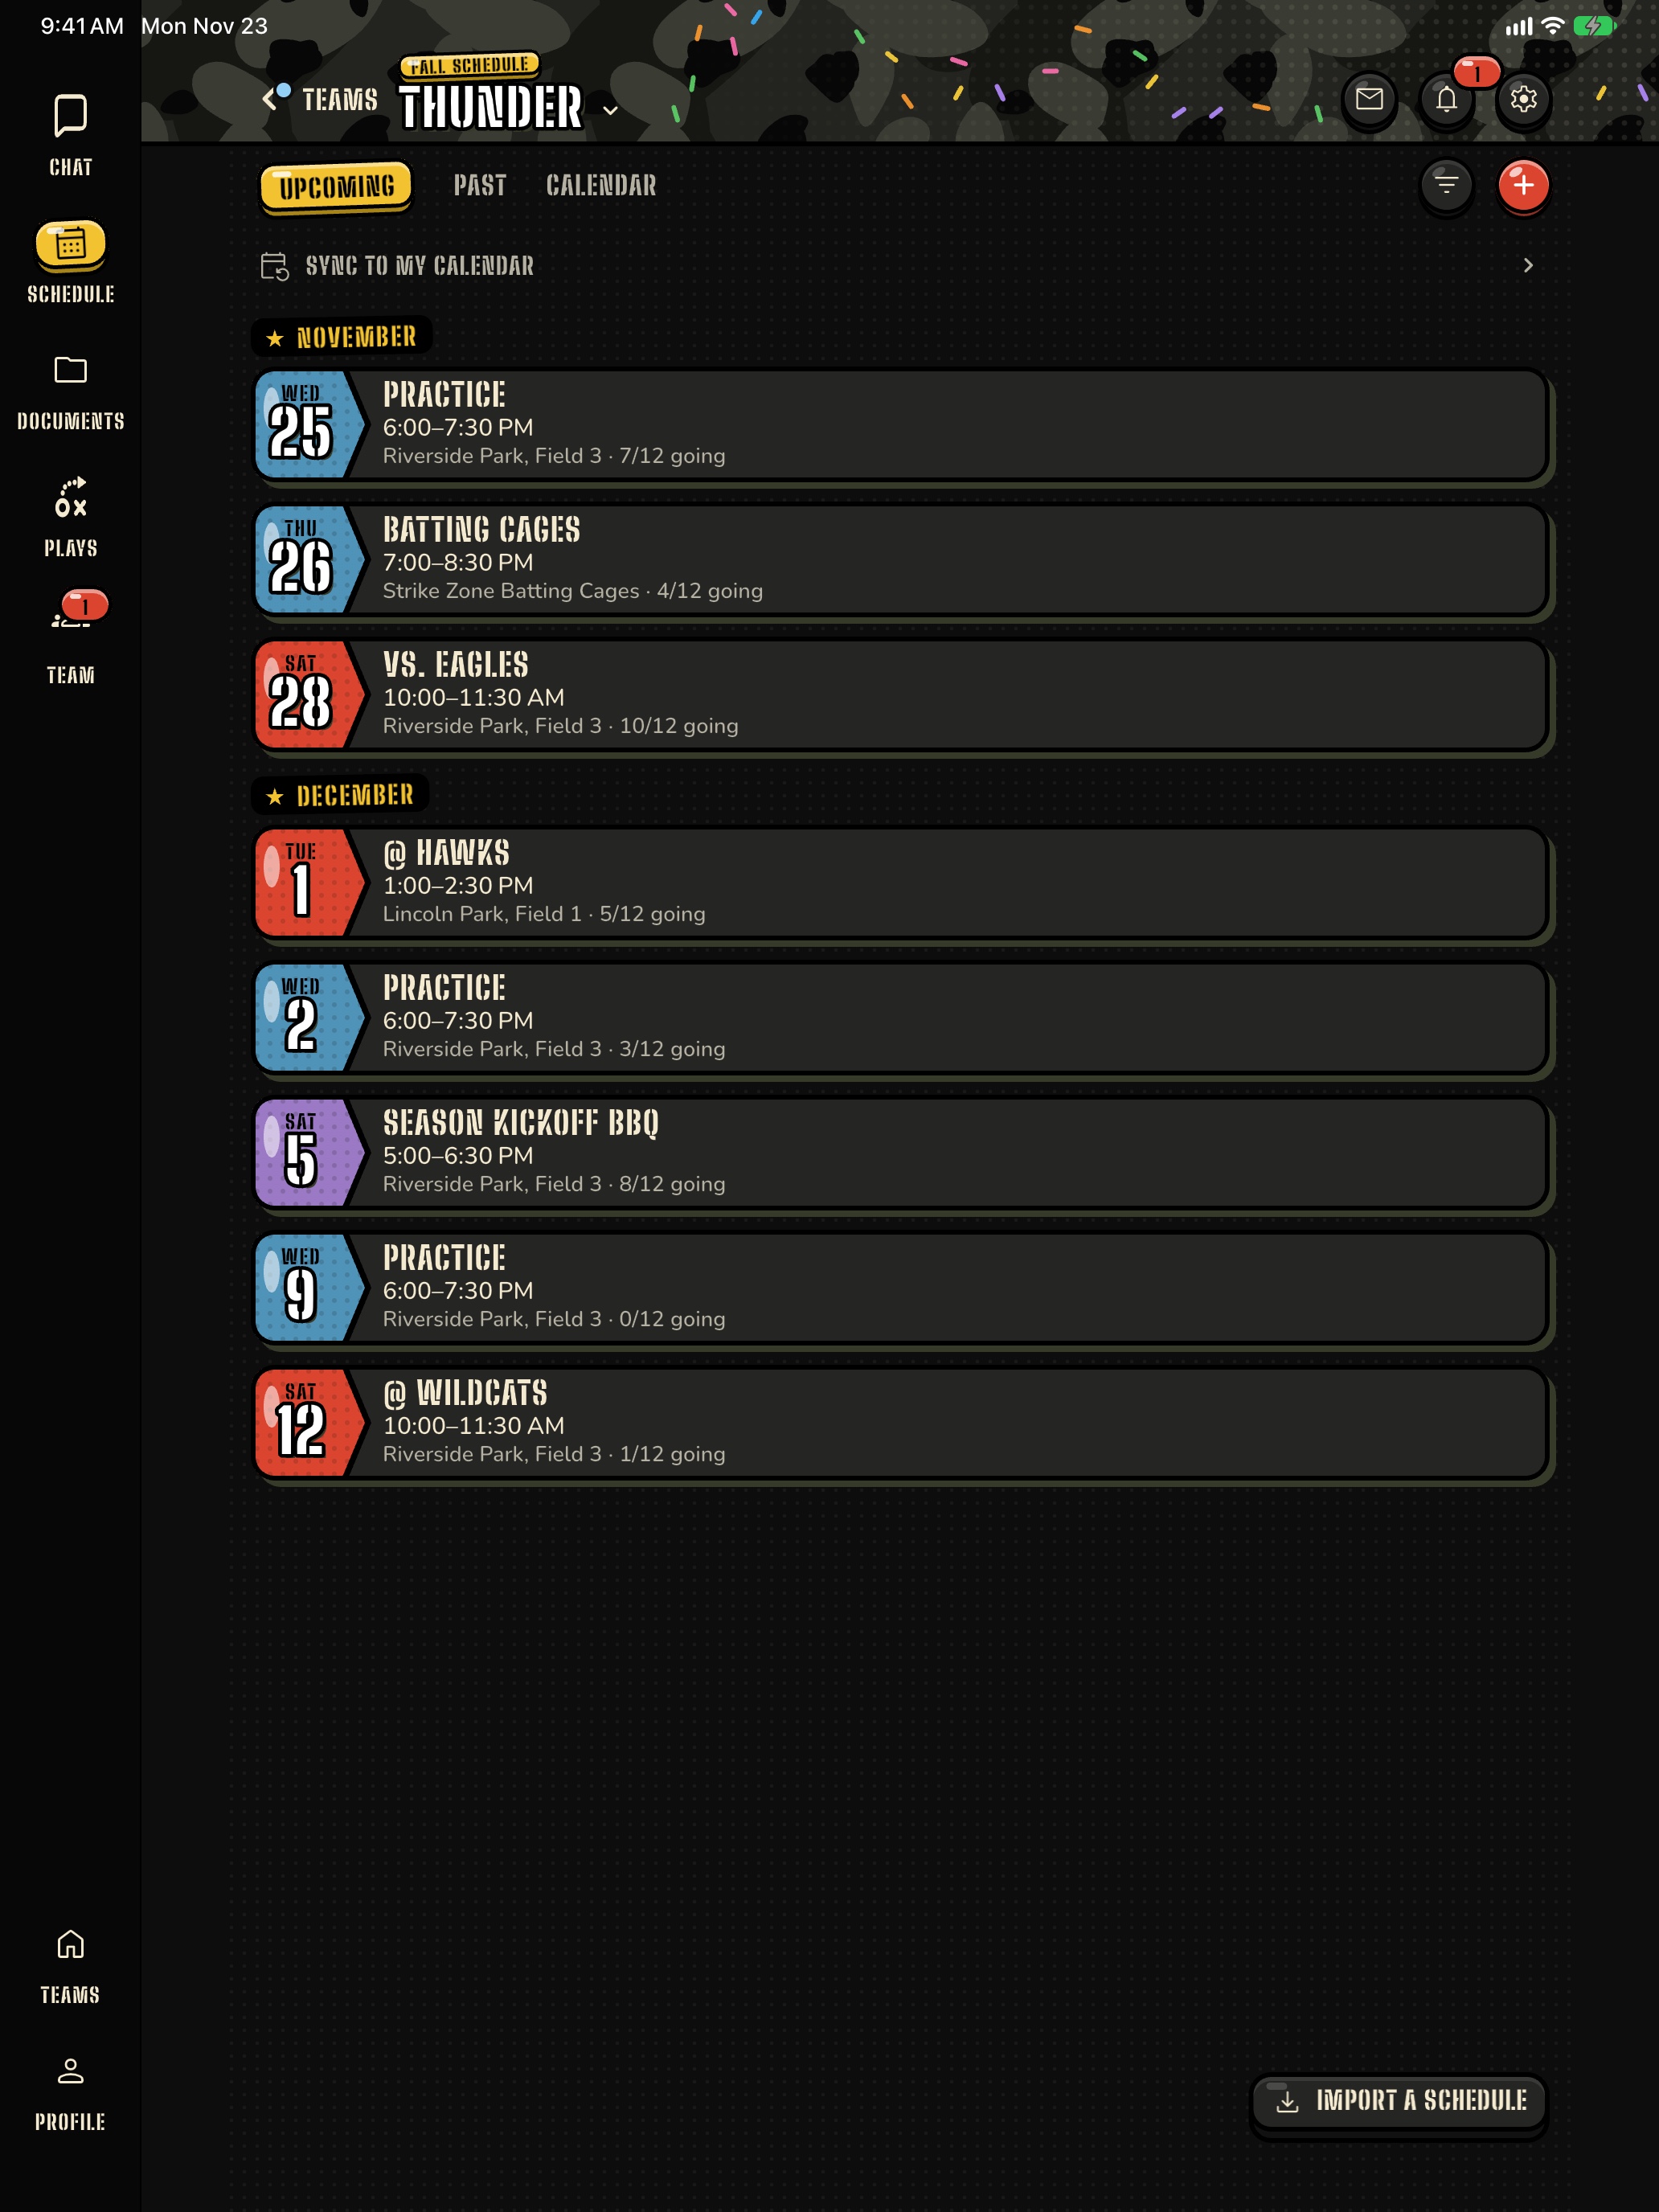 9:41 AM Mon Nov 23
FALL SCHEDULE
TEAMS
THUNDER
1
CHAT
SCHEDULE
DOCUMENTS
PLAYS
1
TEAM
TEAMS
PROFILE
UPCOMING PAST CALENDAR
SYNC TO MY CALENDAR
★ NOVEMBER
WED
25
PRACTICE
6:00–7:30 PM
Riverside Park, Field 3 · 7/12 going
THU
26
BATTING CAGES
7:00–8:30 PM
Strike Zone Batting Cages · 4/12 going
SAT
28
VS. EAGLES
10:00–11:30 AM
Riverside Park, Field 3 · 10/12 going
★ DECEMBER
TUE
1
@ HAWKS
1:00–2:30 PM
Lincoln Park, Field 1 · 5/12 going
WED
2
PRACTICE
6:00–7:30 PM
Riverside Park, Field 3 · 3/12 going
SAT
5
SEASON KICKOFF BBQ
5:00–6:30 PM
Riverside Park, Field 3 · 8/12 going
WED
9
PRACTICE
6:00–7:30 PM
Riverside Park, Field 3 · 0/12 going
SAT
12
@ WILDCATS
10:00–11:30 AM
Riverside Park, Field 3 · 1/12 going
IMPORT A SCHEDULE